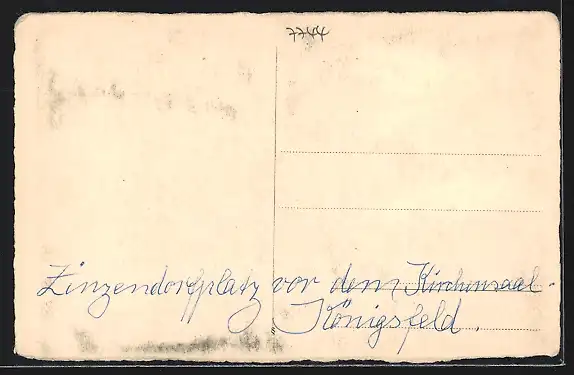 7744
Zinzendorfplatz vor dem Kirchensaal.
Königsfeld.